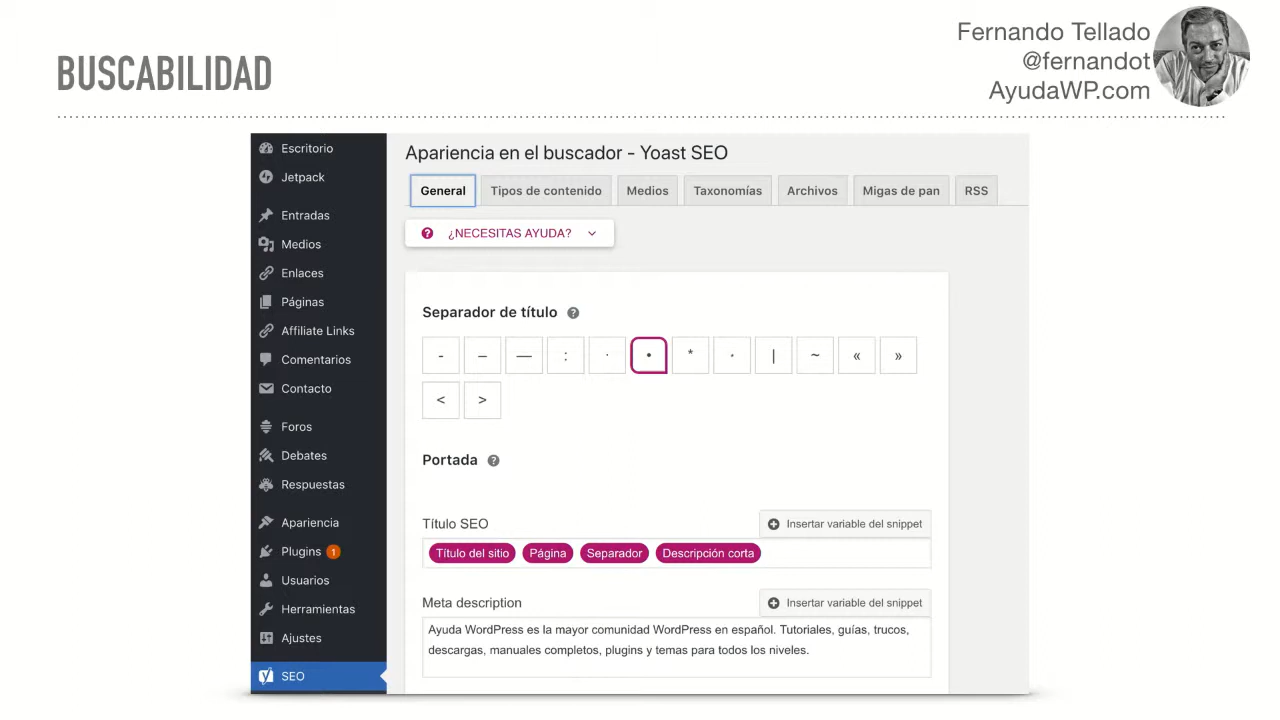 BUSCABILIDAD
Fernando Tellado
@fernandot
AyudaWP.com
Escritorio
Jetpack
Entradas
Medios
Enlaces
Páginas
Affiliate Links
Comentarios
Contacto
Foros
Debates
Respuestas
Apariencia
Plugins 1
Usuarios
Herramientas
Ajustes
SEO
Apariencia en el buscador - Yoast SEO
General Tipos de contenido Medios Taxonomías Archivos Migas de pan RSS
¿NECESITAS AYUDA?
Separador de título
- – — : · • * ⋆ | ~ « »
< >
Portada
Título SEO Insertar variable del snippet
Título del sitio Página Separador Descripción corta
Meta description Insertar variable del snippet
Ayuda WordPress es la mayor comunidad WordPress en español. Tutoriales, guías, trucos,
descargas, manuales completos, plugins y temas para todos los niveles.